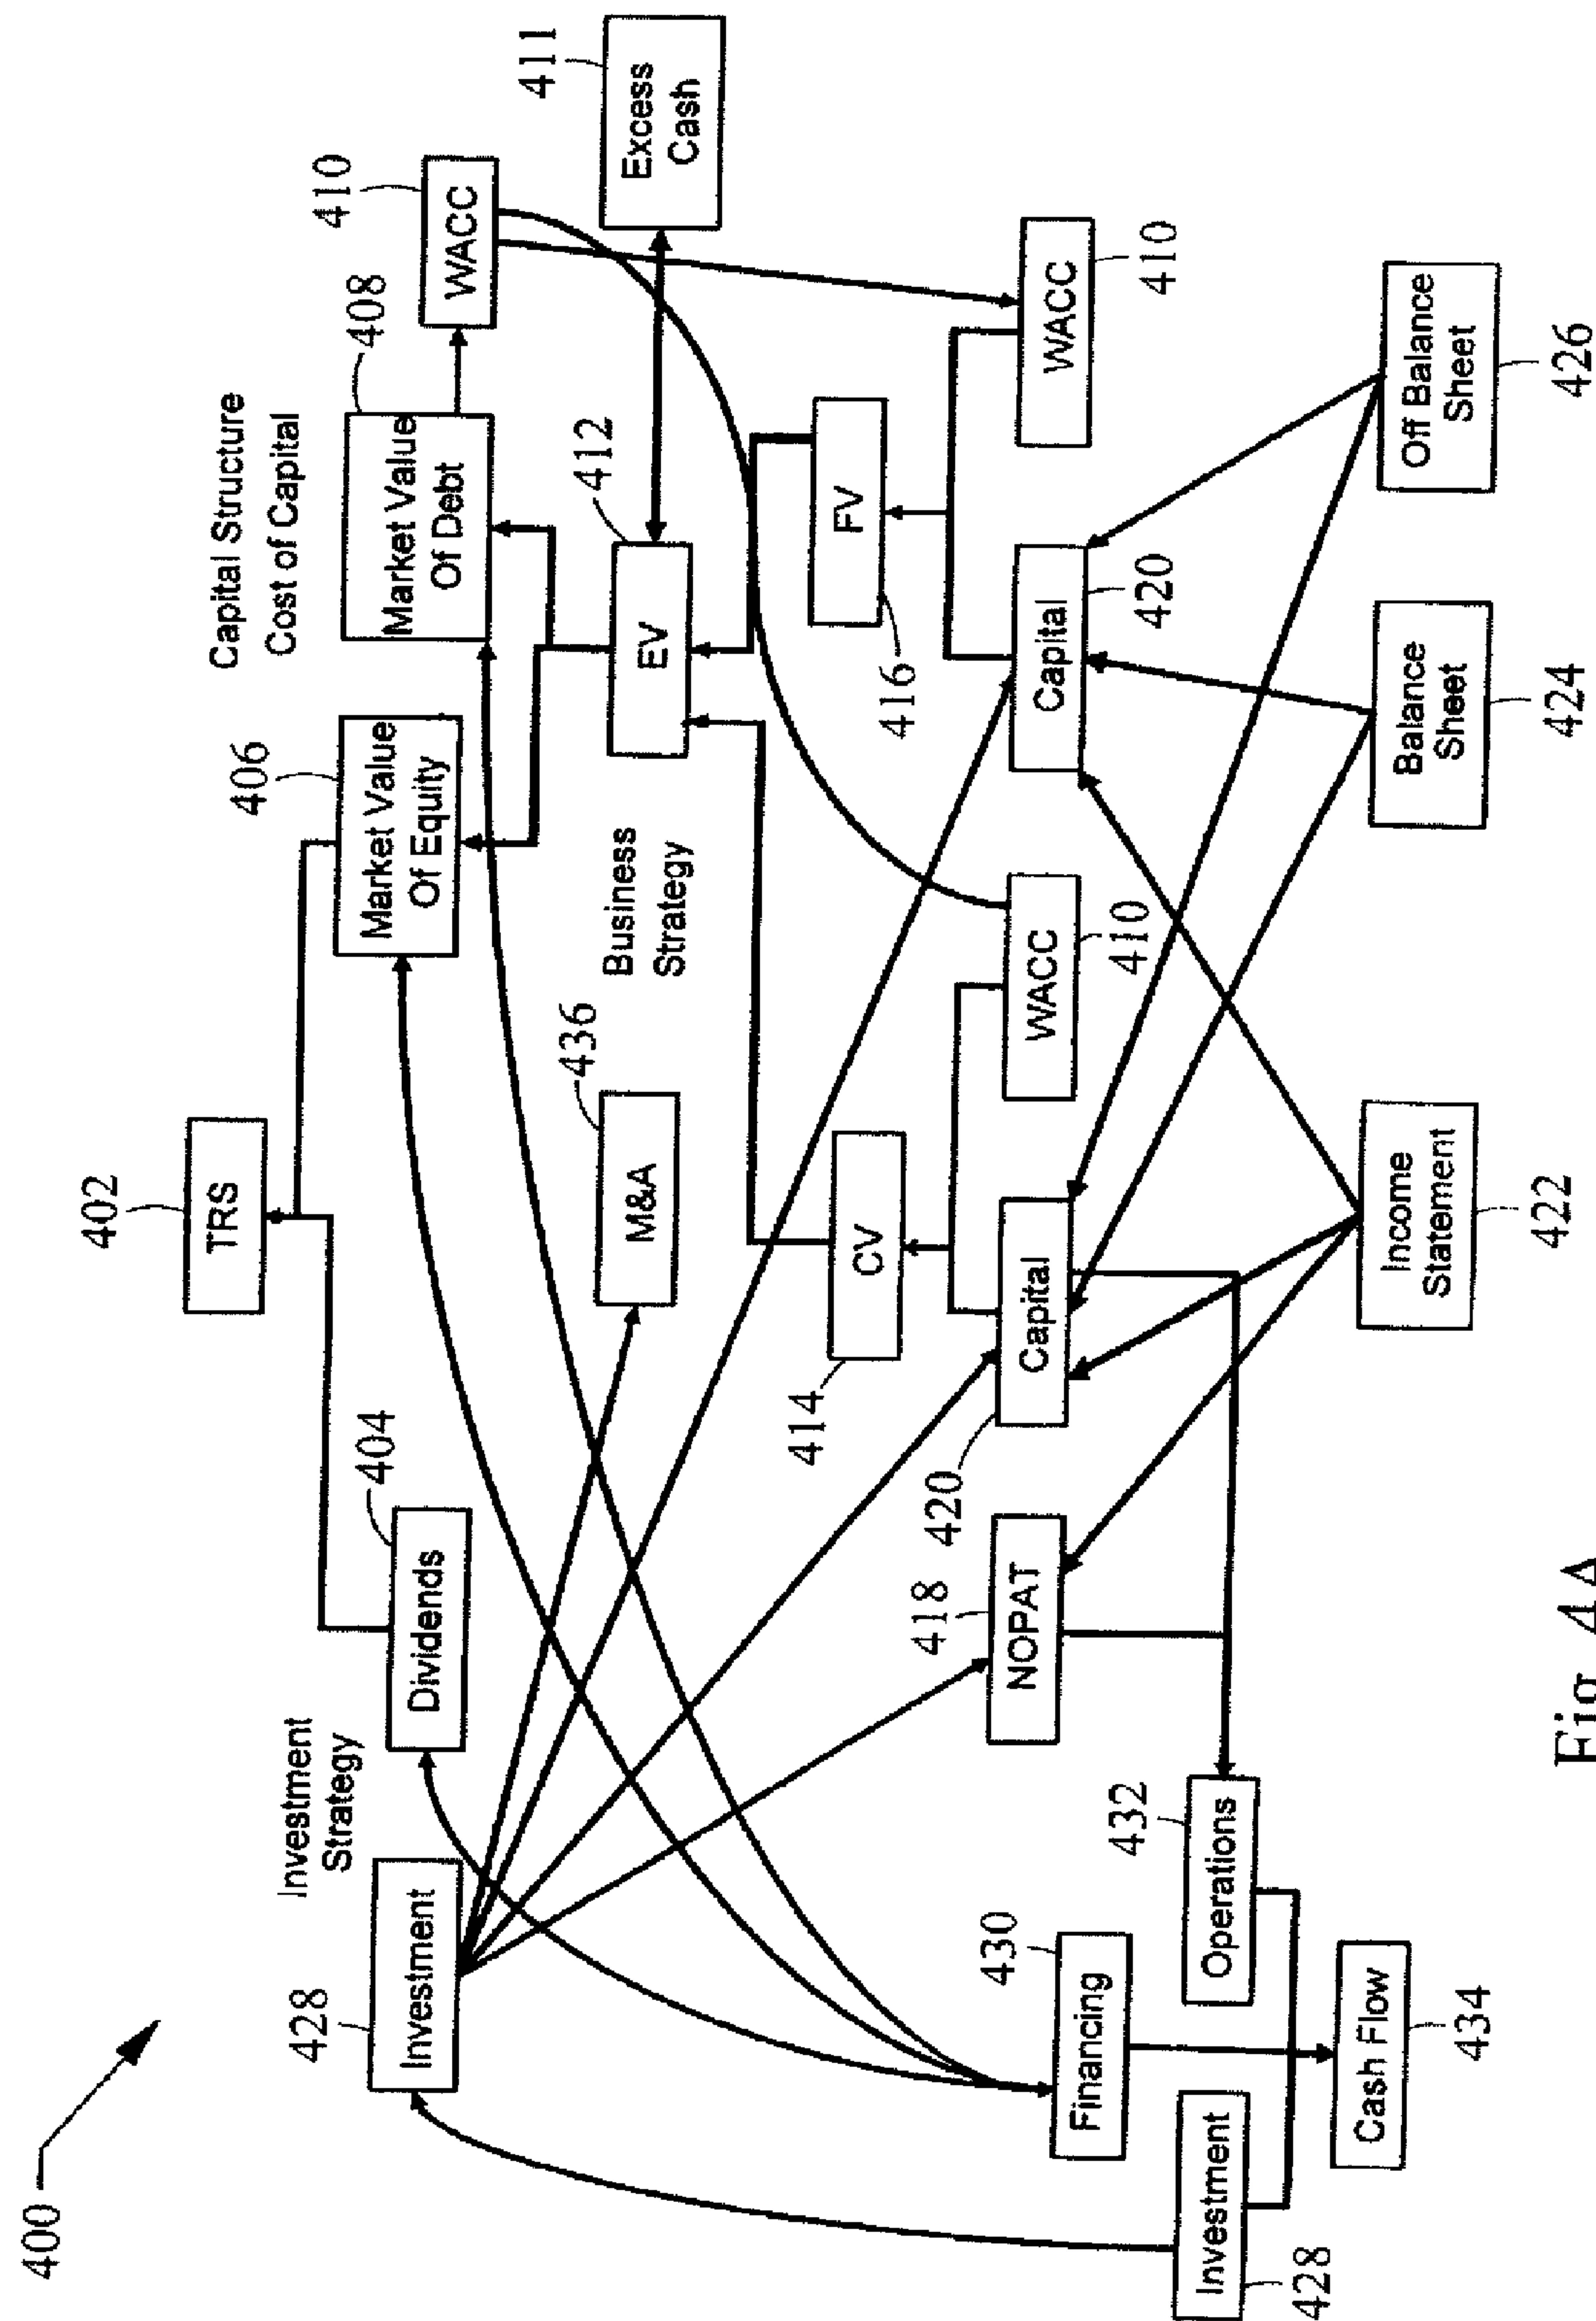 400
402
TRS
Investment
Strategy
Capital Structure
Cost of Capital
428
Investment
404
Dividends
406
Market Value
Of Equity
408
Market Value
Of Debt
410
WACC
436
M&A
Business
Strategy
412
EV
411
Excess
Cash
414
CV
416
FV
418
NOPAT
420
Capital
WACC
410
Capital
420
WACC
410
430
Financing
432
Operations
Investment
428
Cash Flow
434
Income
Statement
422
Balance
Sheet
424
Off Balance
Sheet
426
Fig. 4A